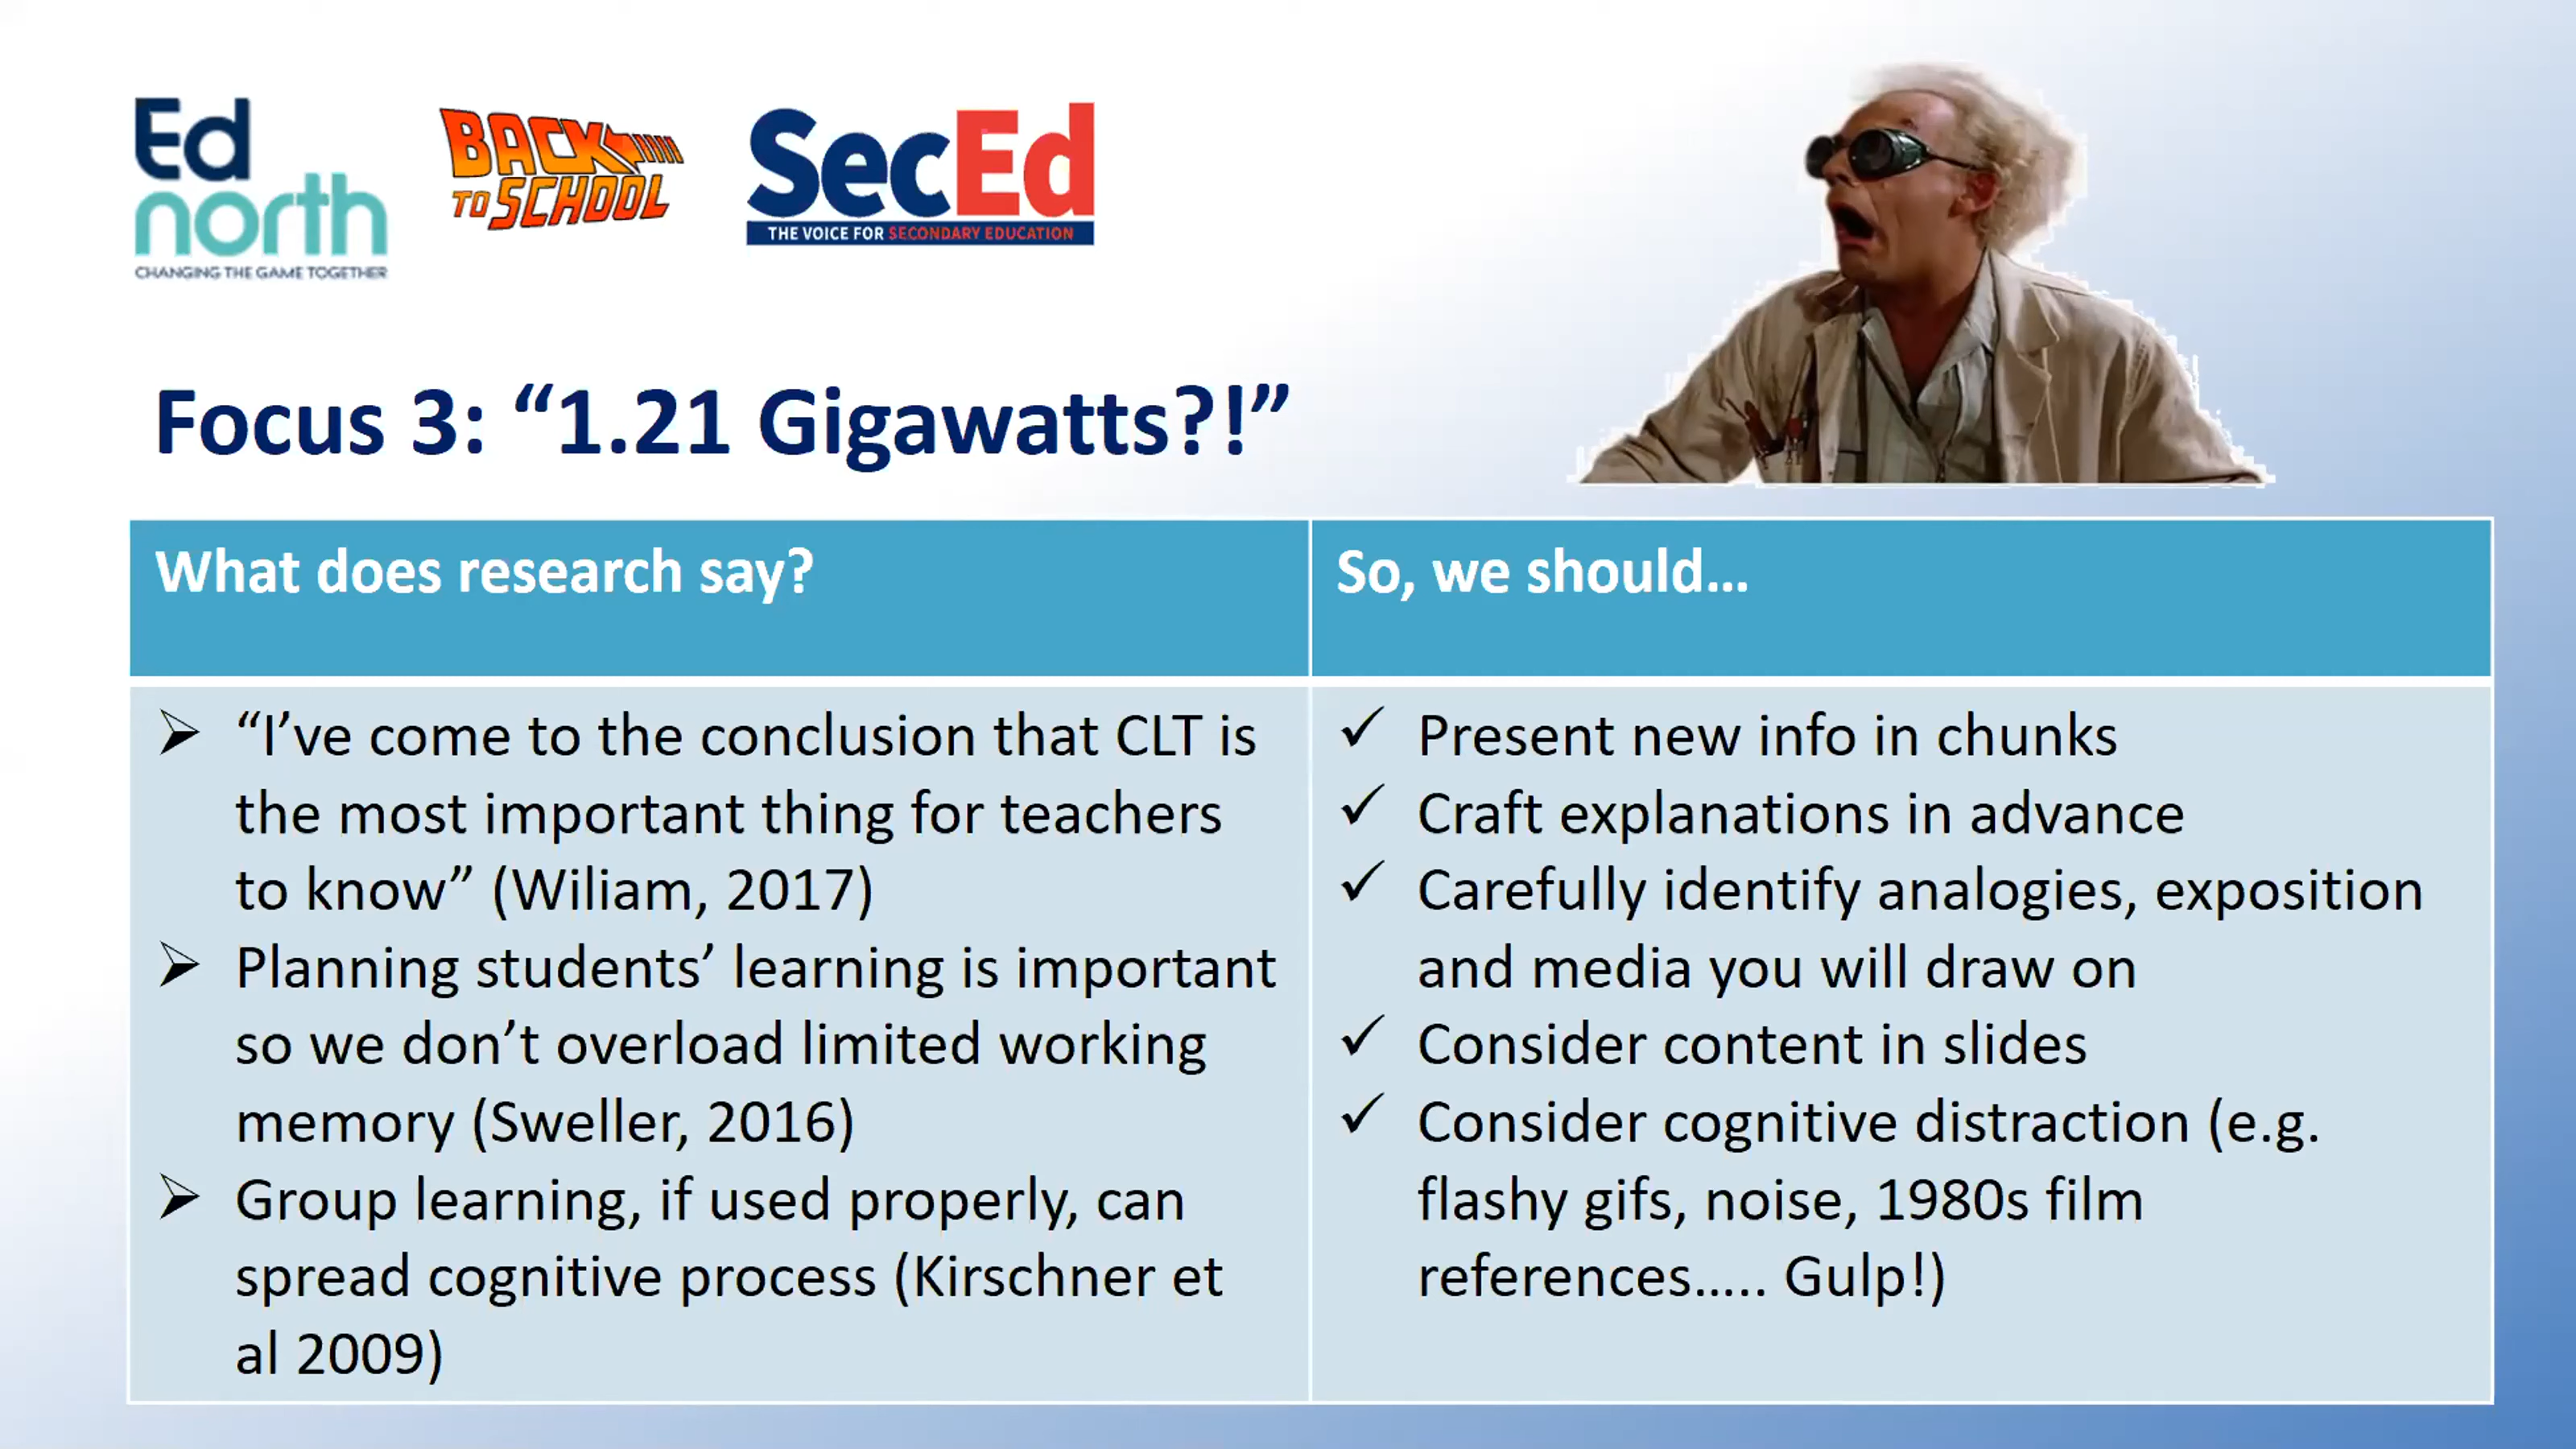 Ed
north
CHANGING THE GAME TOGETHER
BACK
TO SCHOOL
SecEd
THE VOICE FOR SECONDARY EDUCATION
Focus 3: “1.21 Gigawatts?!”
What does research say?
“I’ve come to the conclusion that CLT is
the most important thing for teachers
to know” (Wiliam, 2017)
Planning students’ learning is important
so we don’t overload limited working
memory (Sweller, 2016)
Group learning, if used properly, can
spread cognitive process (Kirschner et
al 2009)
So, we should…
Present new info in chunks
Craft explanations in advance
Carefully identify analogies, exposition
and media you will draw on
Consider content in slides
Consider cognitive distraction (e.g.
flashy gifs, noise, 1980s film
references..... Gulp!)